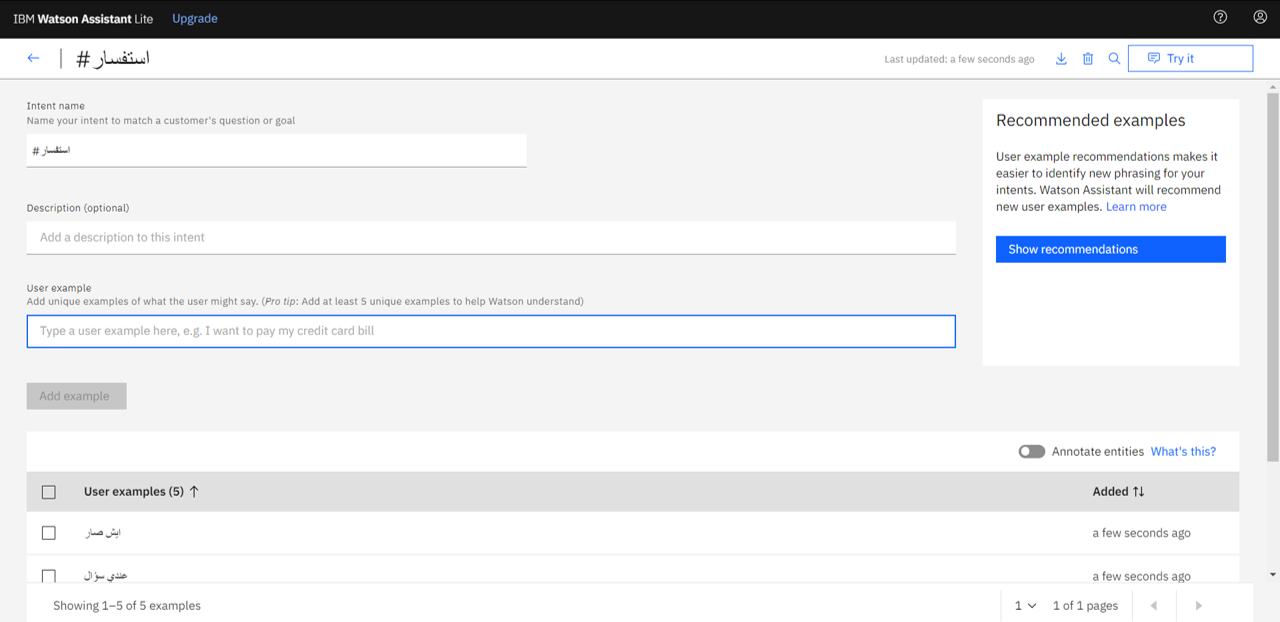 IBM Watson Assistant Lite Upgrade
#استفسار
Last updated: a few seconds ago
Try it
Intent name
Name your intent to match a customer's question or goal
#استفسار
Description (optional)
Add a description to this intent
User example
Add unique examples of what the user might say. (Pro tip: Add at least 5 unique examples to help Watson understand)
Type a user example here, e.g. I want to pay my credit card bill
Add example
Recommended examples
User example recommendations makes it
easier to identify new phrasing for your
intents. Watson Assistant will recommend
new user examples. Learn more
Show recommendations
Annotate entities What's this?
User examples (5) Added
ايش صار a few seconds ago
عندي سؤال a few seconds ago
Showing 1–5 of 5 examples 1 1 of 1 pages